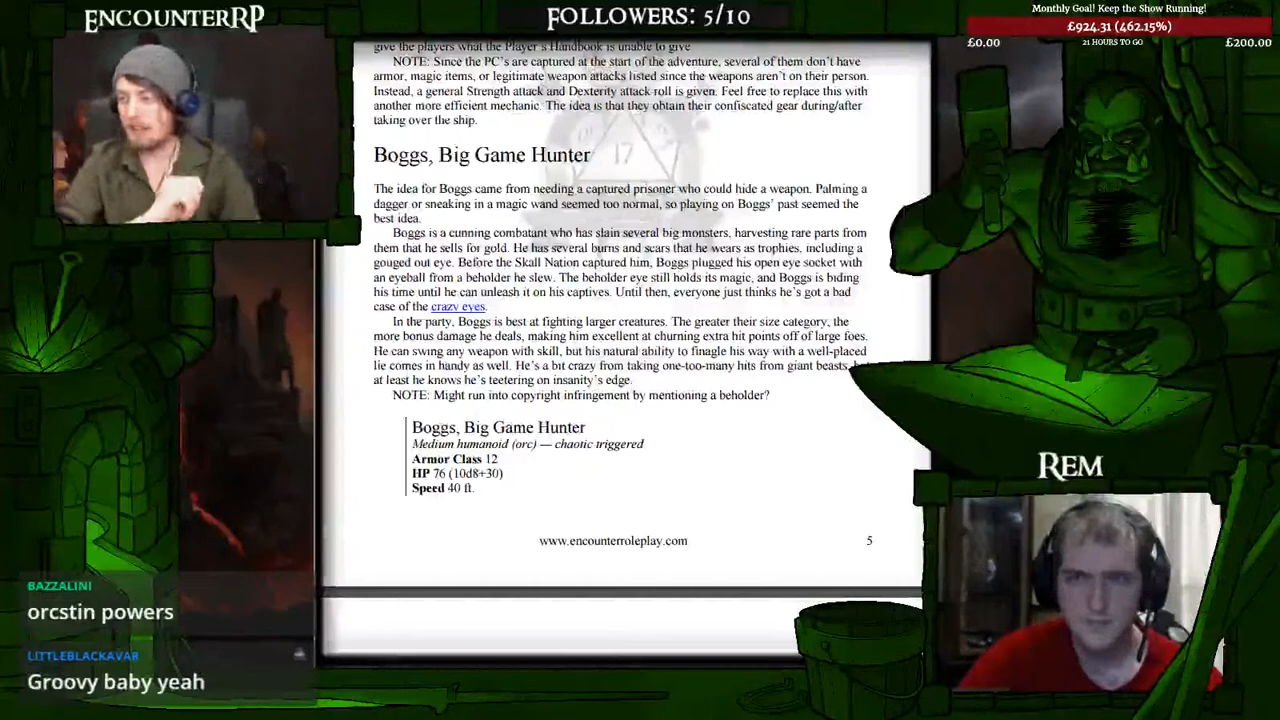 ENCOUNTERRP
FOLLOWERS: 5/10
Monthly Goal! Keep the Show Running!
£924.31 (462.15%)
£0.00
21 HOURS TO GO
£200.00
give the players what the Player's Handbook is unable to give
NOTE: Since the PC's are captured at the start of the adventure, several of them don't have
armor, magic items, or legitimate weapon attacks listed since the weapons aren't on their person.
Instead, a general Strength attack and Dexterity attack roll is given. Feel free to replace this with
another more efficient mechanic. The idea is that they obtain their confiscated gear during/after
taking over the ship.
17
Boggs, Big Game Hunter
The idea for Boggs came from needing a captured prisoner who could hide a weapon. Palming a
dagger or sneaking in a magic wand seemed too normal, so playing on Boggs' past seemed the
best idea.
Boggs is a cunning combatant who has slain several big monsters, harvesting rare parts from
them that he sells for gold. He has several burns and scars that he wears as trophies, including a
gouged out eye. Before the Skall Nation captured him, Boggs plugged his open eye socket with
an eyeball from a beholder he slew. The beholder eye still holds its magic, and Boggs is biding
his time until he can unleash it on his captives. Until then, everyone just thinks he's got a bad
case of the crazy eyes.
In the party, Boggs is best at fighting larger creatures. The greater their size category, the
more bonus damage he deals, making him excellent at churning extra hit points off of large foes.
He can swing any weapon with skill, but his natural ability to finagle his way with a well-placed
lie comes in handy as well. He's a bit crazy from taking one-too-many hits from giant beasts, but
at least he knows he's teetering on insanity's edge.
NOTE: Might run into copyright infringement by mentioning a beholder?
Boggs, Big Game Hunter
Medium humanoid (orc) — chaotic triggered
Armor Class 12
HP 76 (10d8+30)
Speed 40 ft.
www.encounterroleplay.com
5
REM
BAZZALINI
orcstin powers
LITTLEBLACKAVAR
Groovy baby yeah